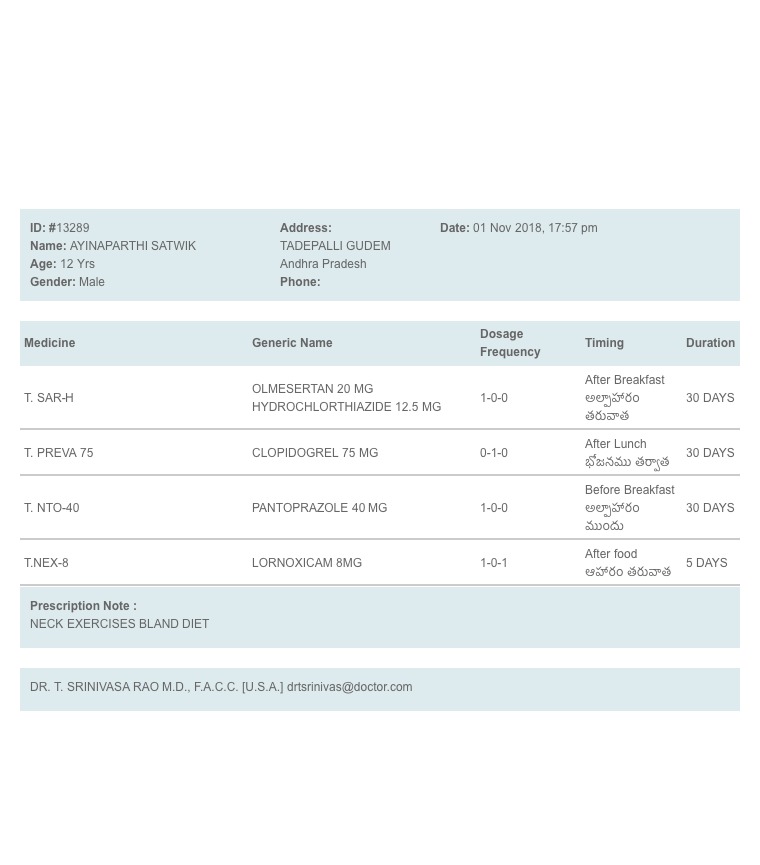 ID: #13289
Name: AYINAPARTHI SATWIK
Age: 12 Yrs
Gender: Male
Address:
TADEPALLI GUDEM
Andhra Pradesh
Phone:
Date: 01 Nov 2018, 17:57 pm
Medicine Generic Name Dosage Frequency Timing Duration
T. SAR-H
OLMESERTAN 20 MG
HYDROCHLORTHIAZIDE 12.5 MG
1-0-0
After Breakfast
అల్పాహారం
తరువాత
30 DAYS
T. PREVA 75
CLOPIDOGREL 75 MG
0-1-0
After Lunch
భోజనము తర్వాత
30 DAYS
T. NTO-40
PANTOPRAZOLE 40 MG
1-0-0
Before Breakfast
అల్పాహారం
ముందు
30 DAYS
T.NEX-8
LORNOXICAM 8MG
1-0-1
After food
ఆహారం తరువాత
5 DAYS
Prescription Note :
NECK EXERCISES BLAND DIET
DR. T. SRINIVASA RAO M.D., F.A.C.C. [U.S.A.] drtsrinivas@doctor.com